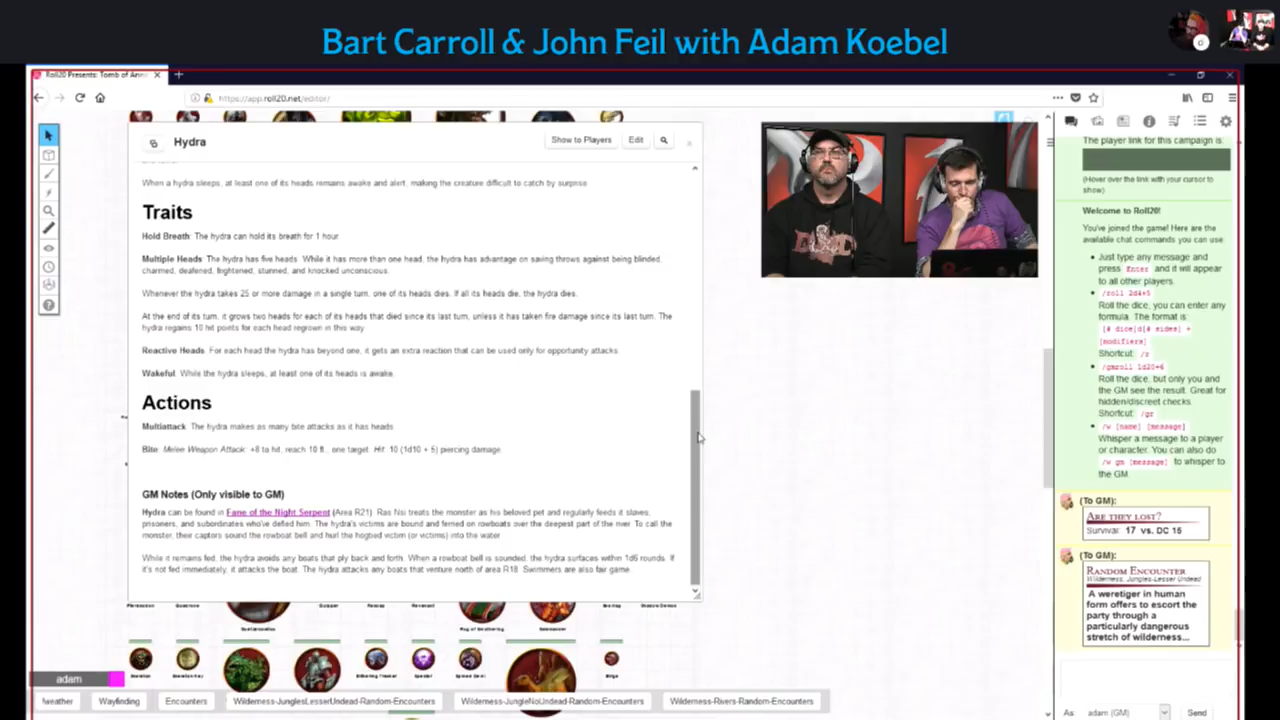 Bart Carroll & John Feil with Adam Koebel
Roll20 Presents: Tomb of Ann
https://app.roll20.net/editor/
Hydra
Show to Players
Edit
When a hydra sleeps, at least one of its heads remains awake and alert, making the creature difficult to catch by surprise
Traits
Hold Breath: The hydra can hold its breath for 1 hour
Multiple Heads: The hydra has five heads. While it has more than one head, the hydra has advantage on saving throws against being blinded,
charmed, deafened, frightened, stunned, and knocked unconscious.
Whenever the hydra takes 25 or more damage in a single turn, one of its heads dies. If all its heads die, the hydra dies.
At the end of its turn, it grows two heads for each of its heads that died since its last turn, unless it has taken fire damage since its last turn. The
hydra regains 10 hit points for each head regrown in this way
Reactive Heads: For each head the hydra has beyond one, it gets an extra reaction that can be used only for opportunity attacks
Wakeful: While the hydra sleeps, at least one of its heads is awake.
Actions
Multiattack: The hydra makes as many bite attacks as it has heads
Bite: Melee Weapon Attack: +8 to hit, reach 10 ft., one target. Hit: 10 (1d10 + 5) piercing damage
GM Notes (Only visible to GM)
Hydra can be found in Fane of the Night Serpent (Area R21) Ras Nsi treats the monster as his beloved pet and regularly feeds it slaves,
prisoners, and subordinates who've defied him. The hydra's victims are bound and ferried on rowboats over the deepest part of the river. To call the
monster, their captors sound the rowboat bell and hurl the hogtied victim (or victims) into the water
While it remains fed, the hydra avoids any boats that ply back and forth. When a rowboat bell is sounded, the hydra surfaces within 1d6 rounds. If
it's not fed immediately, it attacks the boat. The hydra attacks any boats that venture north of area R18. Swimmers are also fair game
adam
!weather
Wayfinding
Encounters
Wilderness-JunglesLesserUndead-Random-Encounters
Wilderness-JungleNoUndead-Random-Encounters
Wilderness-Rivers-Random-Encounters
The player link for this campaign is:
(Hover over the link with your cursor to
show)
Welcome to Roll20!
You've joined the game! Here are the
available chat commands you can use
Just type any message and
press Enter and it will appear
to all other players.
/roll 2d4+5
Roll the dice, you can enter any
formula. The format is:
[# dice]d[# sides] +
[modifiers]
Shortcut: /r
/gmroll 1d20+6
Roll the dice, but only you and
the GM see the result. Great for
hidden/discreet checks.
Shortcut: /gr
/w [name] [message]
Whisper a message to a player
or character. You can also do
/w gm [message] to whisper to
the GM.
(To GM):
ARE THEY LOST?
Survival: 17 vs. DC 15
(To GM):
RANDOM ENCOUNTER
Wilderness: Jungles-Lesser Undead
A weretiger in human
form offers to escort the
party through a
particularly dangerous
stretch of wilderness...
As: adam (GM)
Send